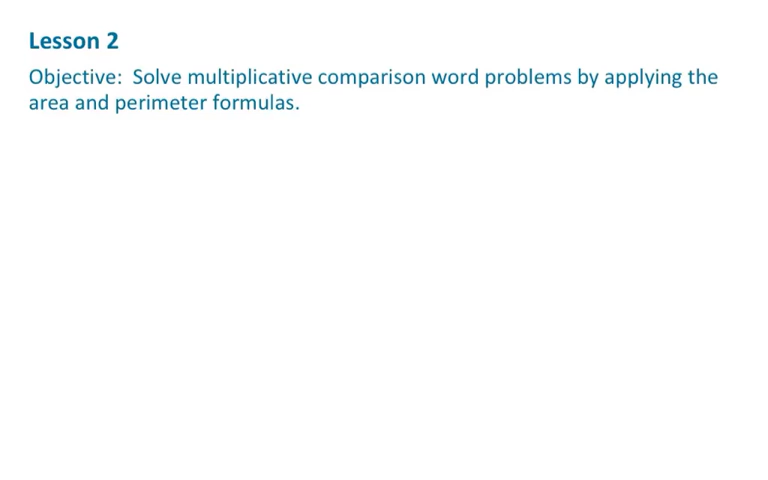 Lesson 2
Objective:  Solve multiplicative comparison word problems by applying the
area and perimeter formulas.